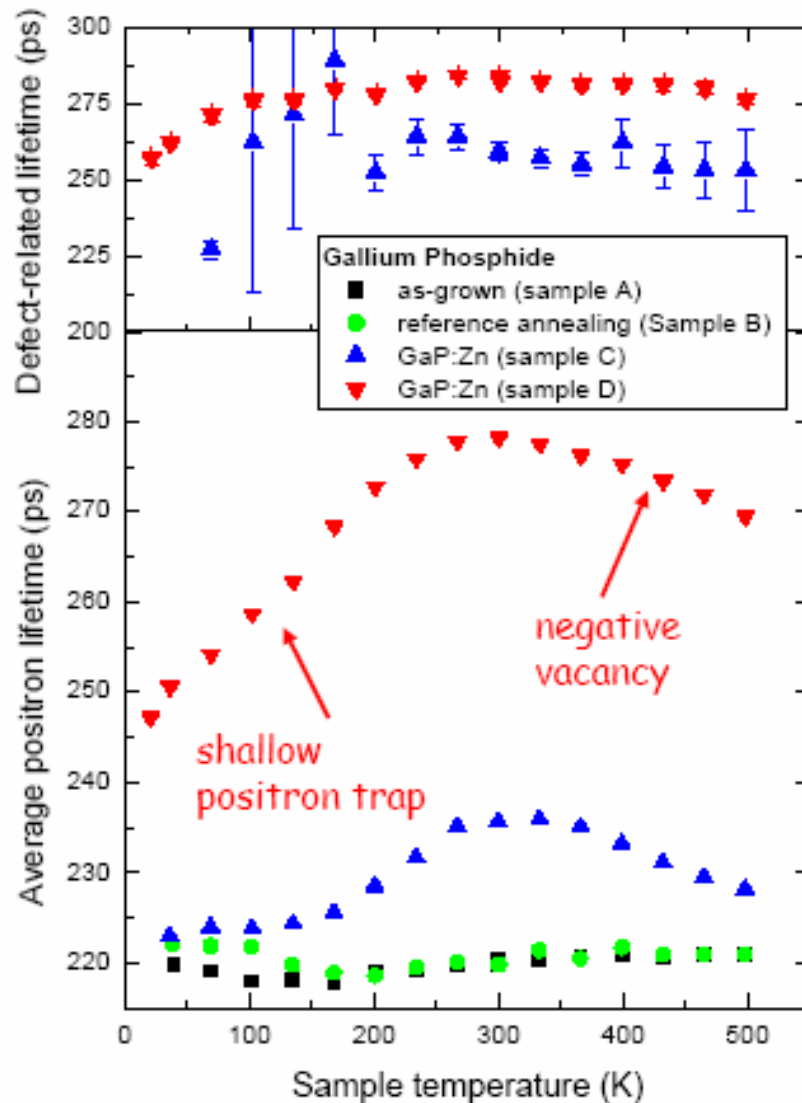 Defect-related lifetime (ps)
300
275
250
225
200
Gallium Phosphide
as-grown (sample A)
reference annealing (Sample B)
GaP:Zn (sample C)
GaP:Zn (sample D)
Average positron lifetime (ps)
280
270
260
250
240
230
220
shallow
positron trap
negative
vacancy
0
100
200
300
400
500
Sample temperature (K)